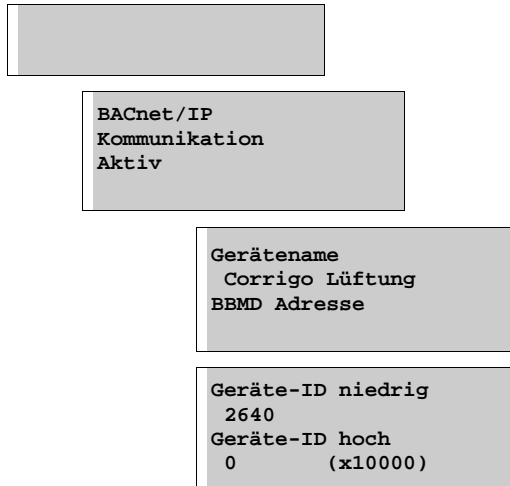 BACnet/IP
Kommunikation
Aktiv
Gerätename
Corrigo Lüftung
BBMD Adresse
Geräte-ID niedrig
2640
Geräte-ID hoch
0 (x10000)